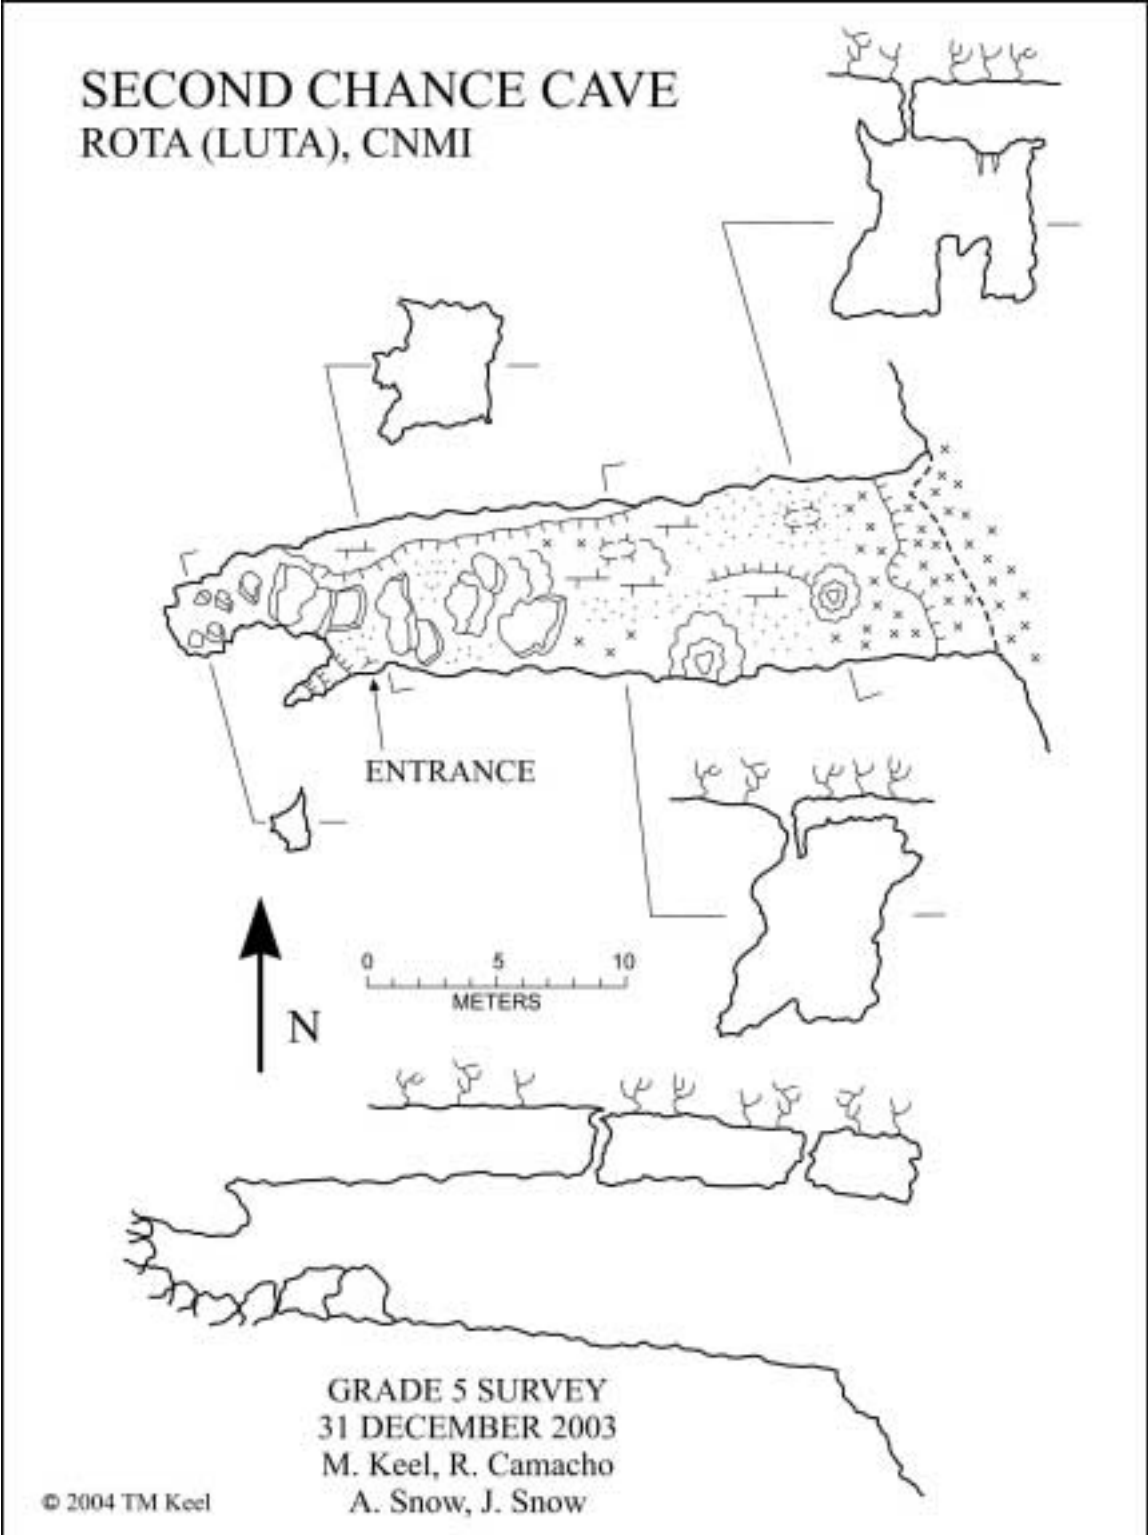 SECOND CHANCE CAVE
ROTA (LUTA), CNMI
ENTRANCE
0 5 10
METERS
N
GRADE 5 SURVEY
31 DECEMBER 2003
M. Keel, R. Camacho
A. Snow, J. Snow
© 2004 TM Keel